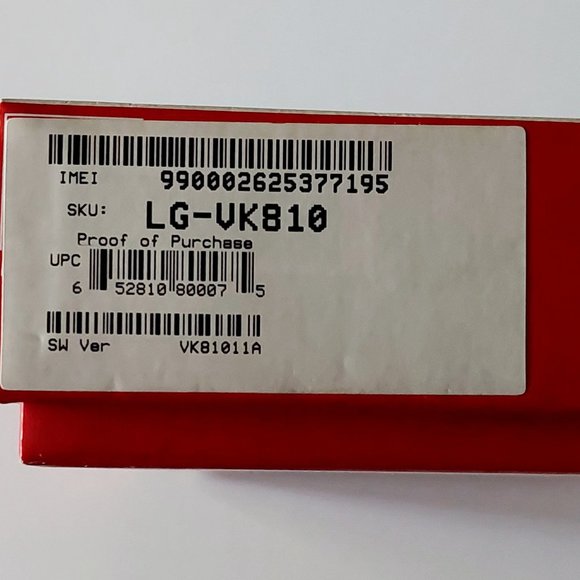 IMEI 990002625377195
SKU: LG-VK810
Proof of Purchase
UPC
6 52810 80007 5
SW Ver VK81011A